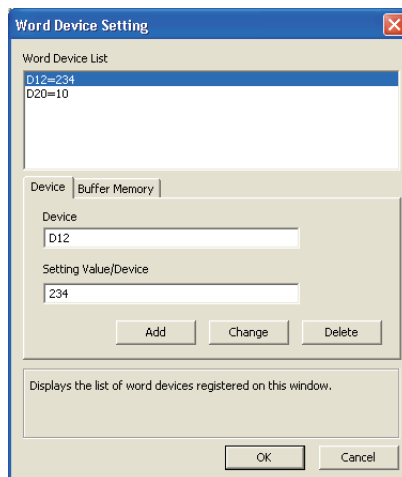 Word Device Setting
Word Device List
D12=234
D20=10
Device Buffer Memory
Device
D12
Setting Value/Device
234
Add Change Delete
Displays the list of word devices registered on this window.
OK Cancel